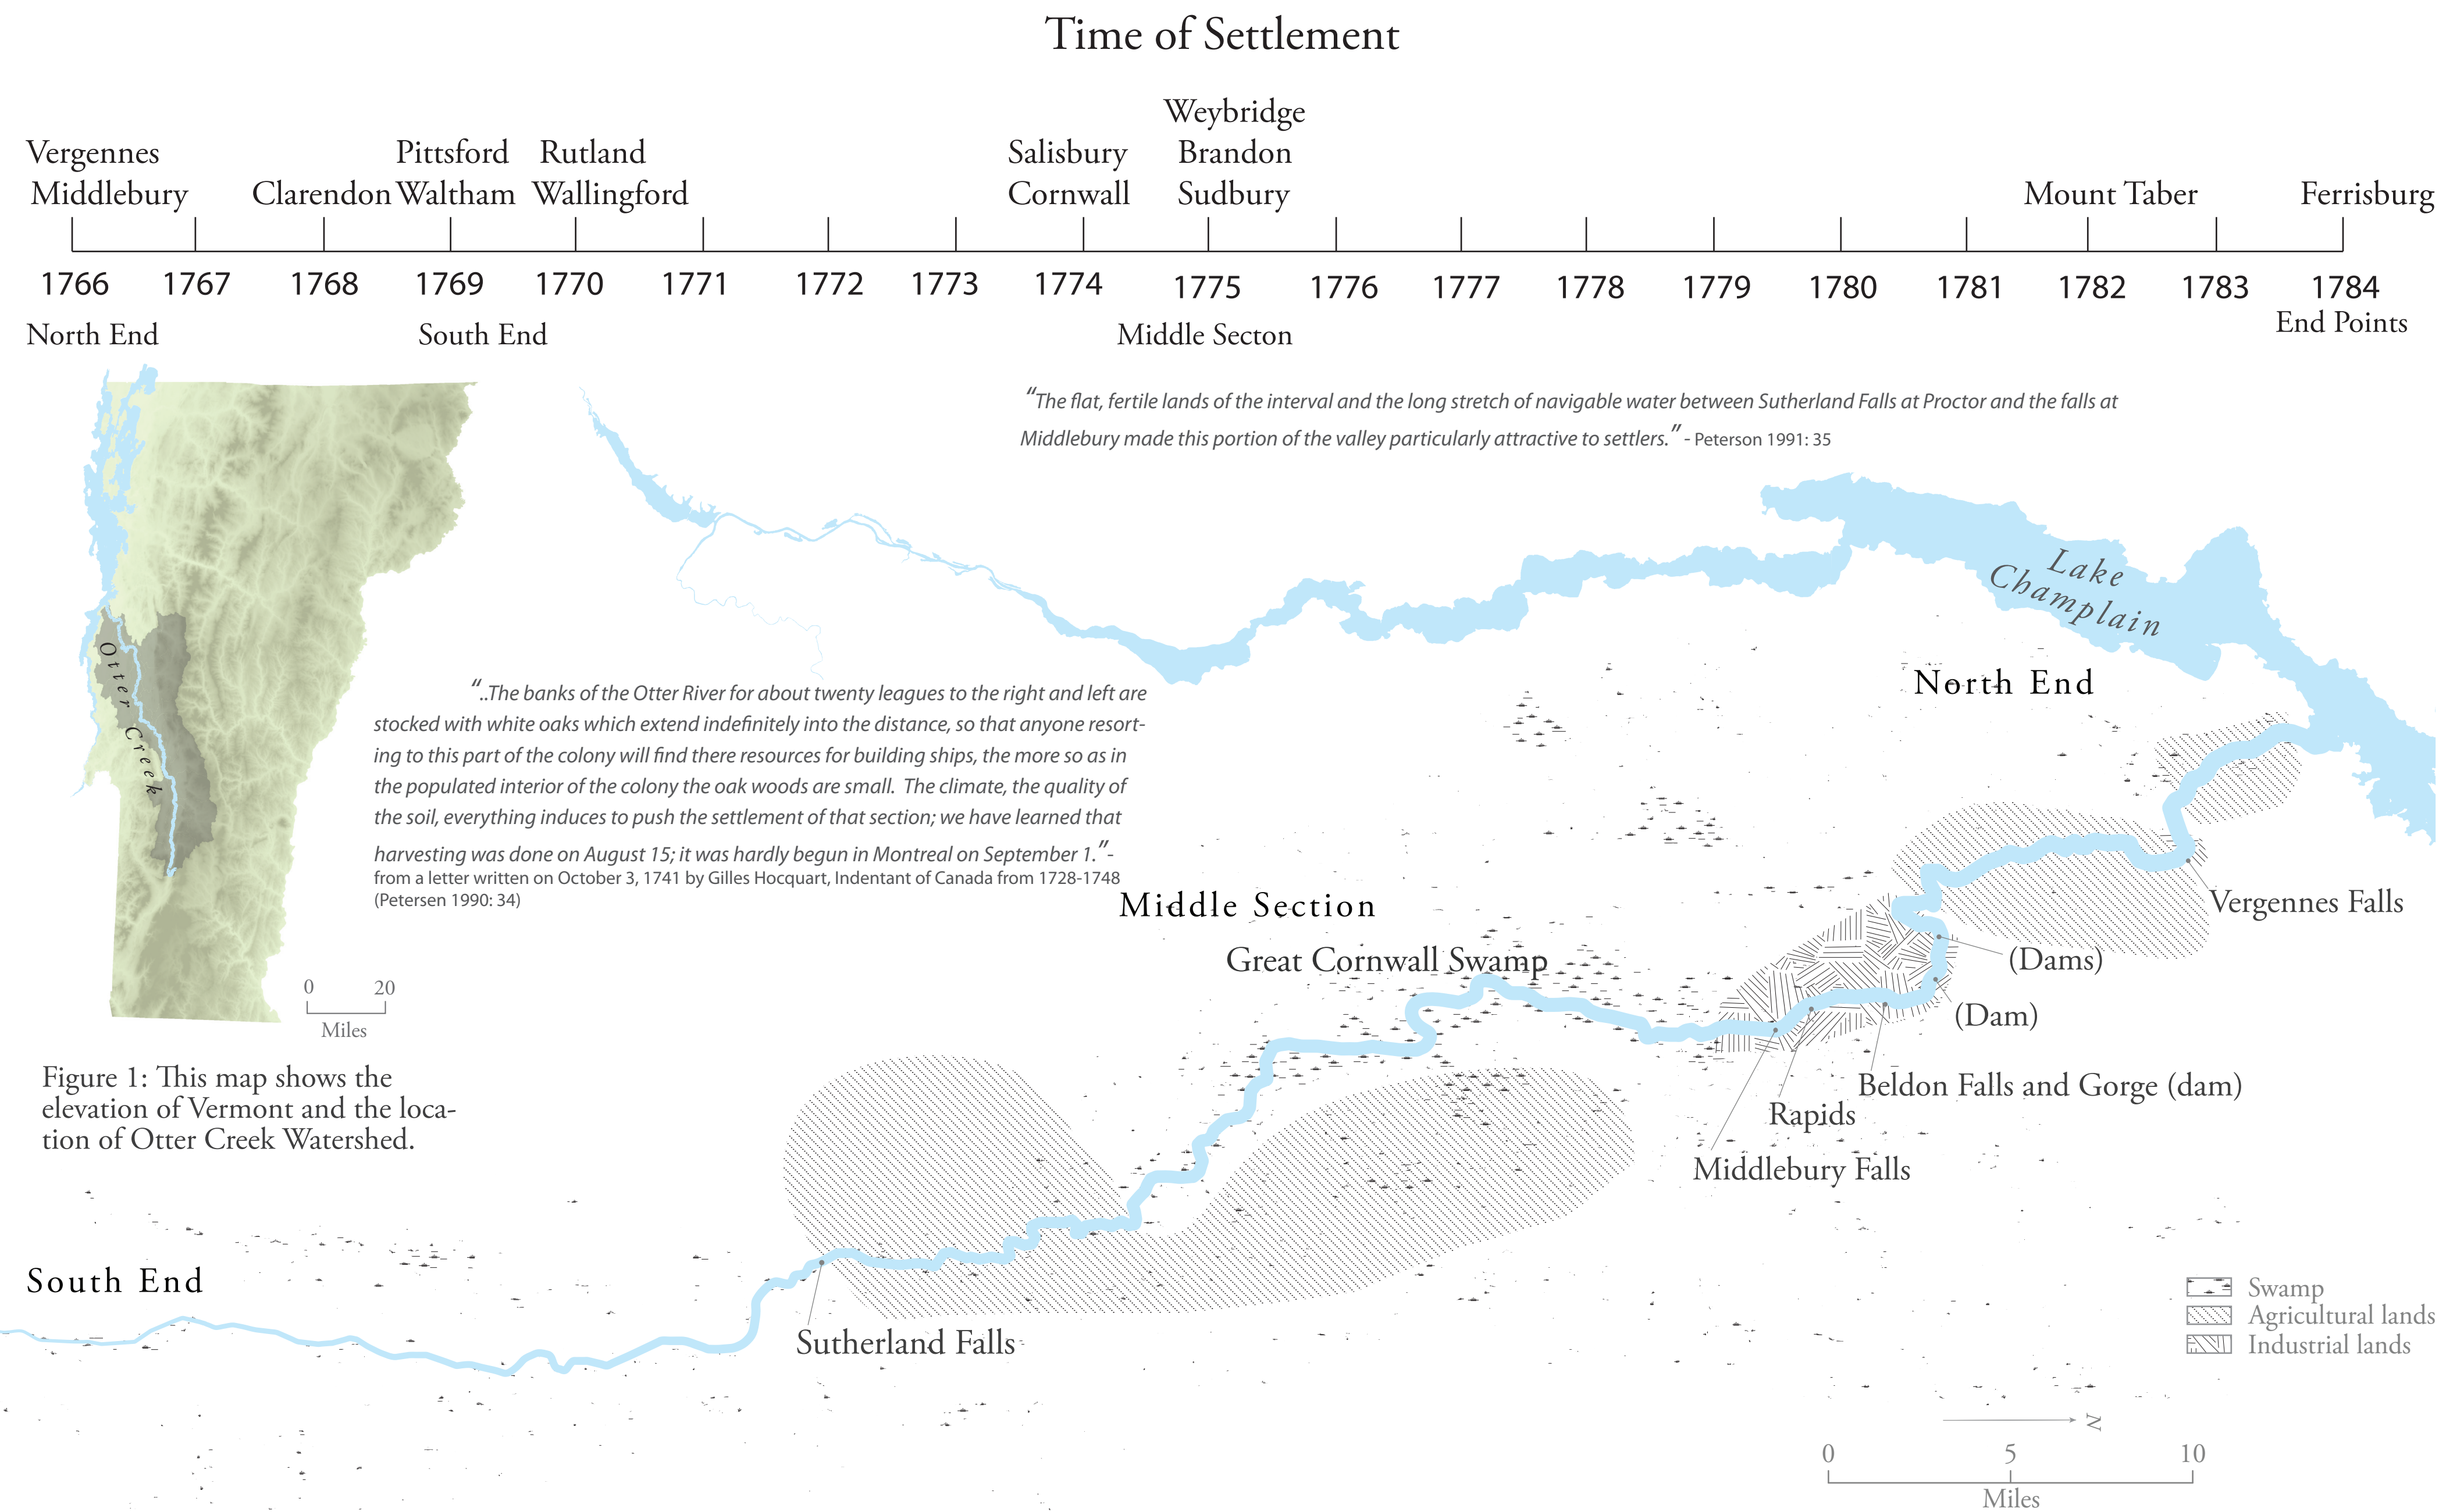 Time of Settlement
Weybridge
Vergennes Pittsford Rutland Salisbury Brandon
Middlebury Clarendon Waltham Wallingford Cornwall Sudbury Mount Taber Ferrisburg
1766 1767 1768 1769 1770 1771 1772 1773 1774 1775 1776 1777 1778 1779 1780 1781 1782 1783 1784
North End South End Middle Secton End Points
“The flat, fertile lands of the interval and the long stretch of navigable water between Sutherland Falls at Proctor and the falls at
Middlebury made this portion of the valley particularly attractive to settlers.” - Peterson 1991: 35
Lake
Champlain
Otter Creek
North End
“..The banks of the Otter River for about twenty leagues to the right and left are
stocked with white oaks which extend indefinitely into the distance, so that anyone resort-
ing to this part of the colony will find there resources for building ships, the more so as in
the populated interior of the colony the oak woods are small. The climate, the quality of
the soil, everything induces to push the settlement of that section; we have learned that
harvesting was done on August 15; it was hardly begun in Montreal on September 1.”-
from a letter written on October 3, 1741 by Gilles Hocquart, Indentant of Canada from 1728-1748
(Petersen 1990: 34)
Middle Section
Vergennes Falls
Great Cornwall Swamp
(Dams)
0 20
Miles
(Dam)
Figure 1: This map shows the
elevation of Vermont and the loca-
tion of Otter Creek Watershed.
Beldon Falls and Gorge (dam)
Rapids
Middlebury Falls
South End
Sutherland Falls
Swamp
Agricultural lands
Industrial lands
N
0 5 10
Miles